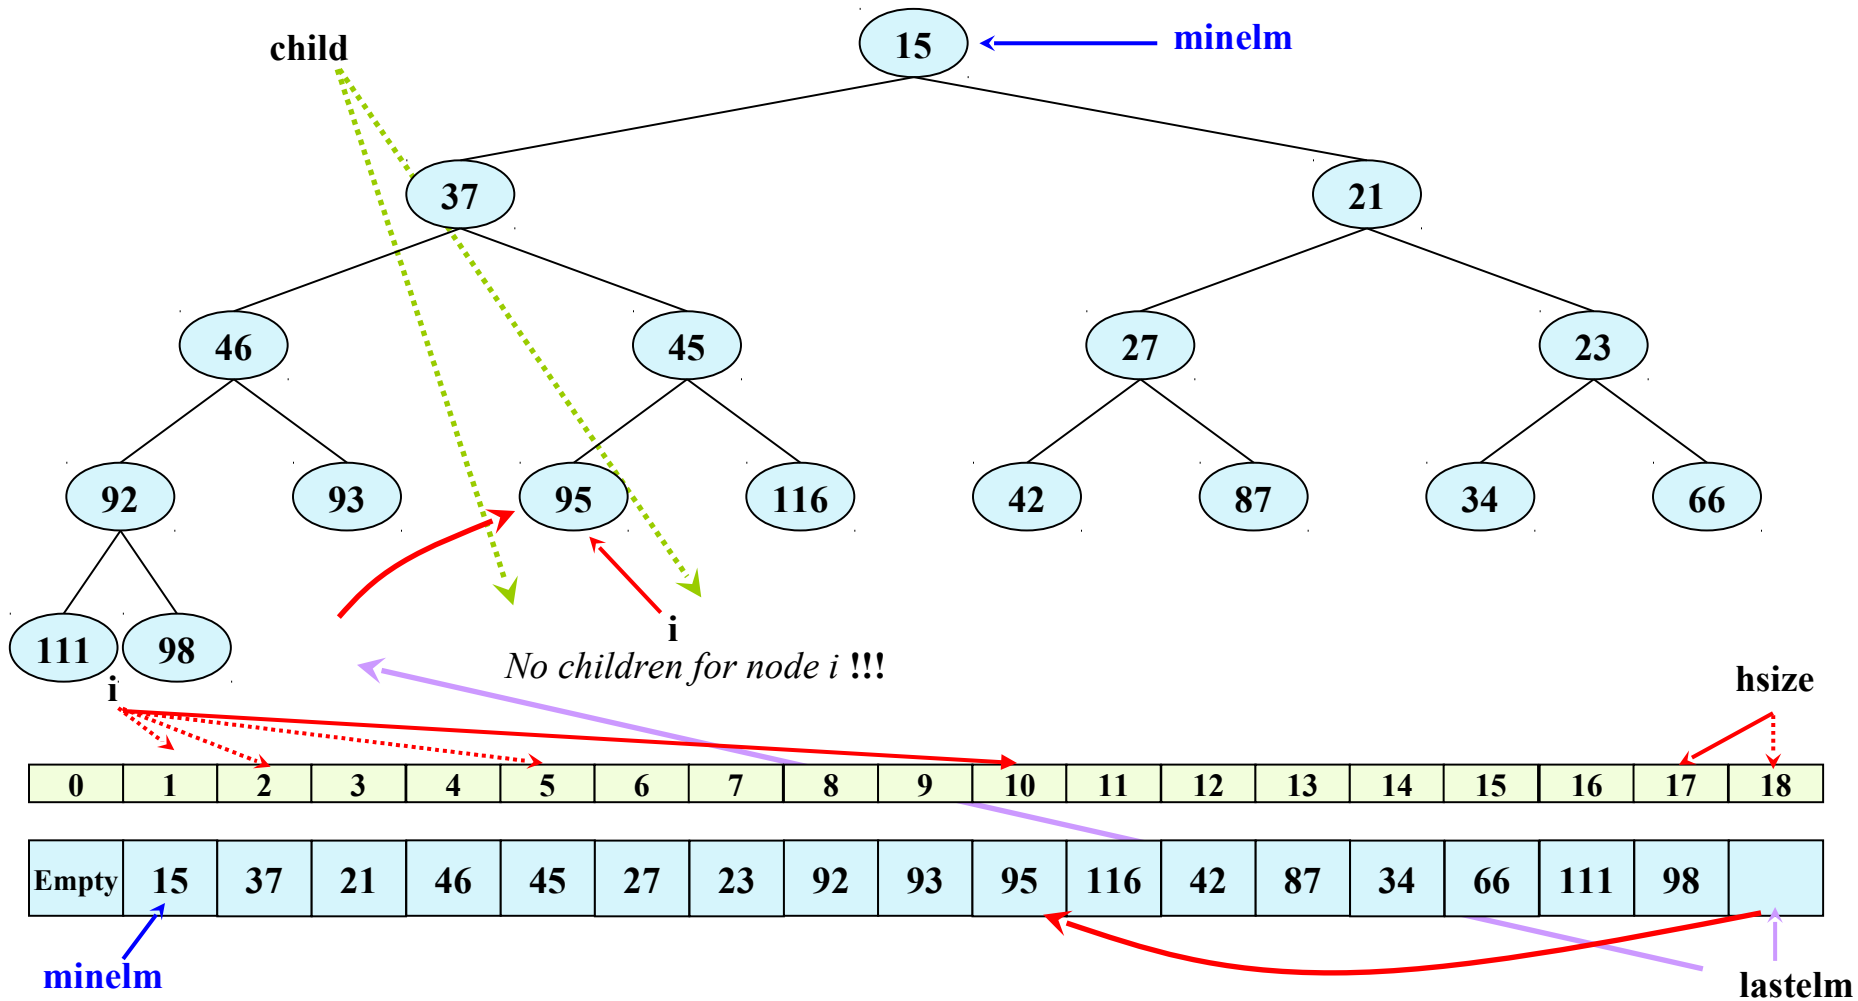 child
15
minelm
37
21
46
45
27
23
92
93
95
116
42
87
34
66
111
98
i
i
No children for node i !!!
hsize
0 1 2 3 4 5 6 7 8 9 10 11 12 13 14 15 16 17 18
Empty 15 37 21 46 45 27 23 92 93 95 116 42 87 34 66 111 98
minelm
lastelm